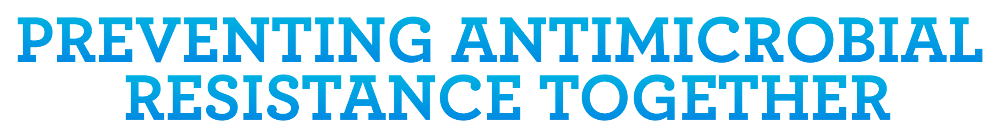 PREVENTING ANTIMICROBIAL
RESISTANCE TOGETHER